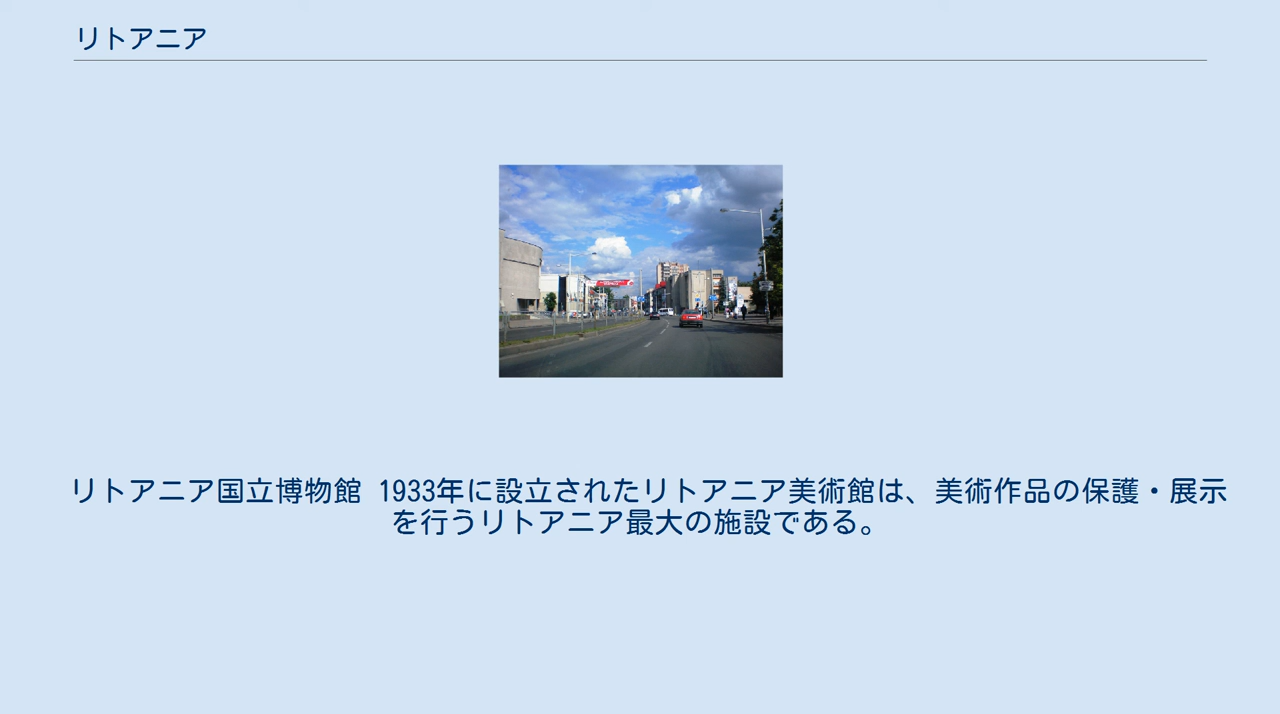 リトアニア
リトアニア国立博物館 1933年に設立されたリトアニア美術館は、美術作品の保護・展示
を行うリトアニア最大の施設である。